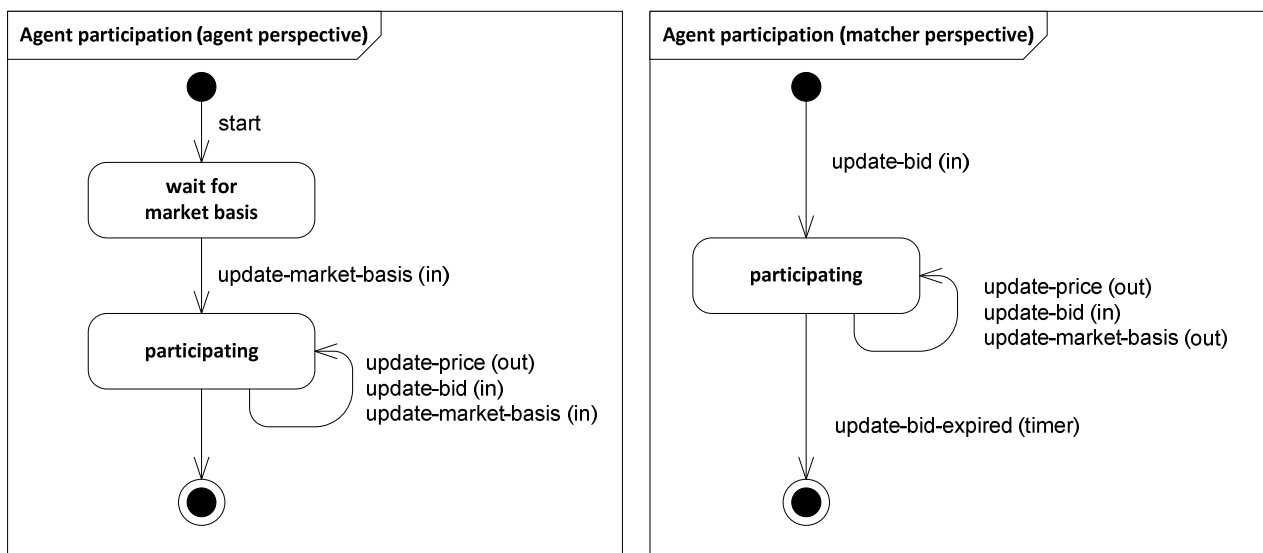 Agent participation (agent perspective)
start
wait for
market basis
update-market-basis (in)
participating
update-price (out)
update-bid (in)
update-market-basis (in)
Agent participation (matcher perspective)
update-bid (in)
participating
update-price (out)
update-bid (in)
update-market-basis (out)
update-bid-expired (timer)